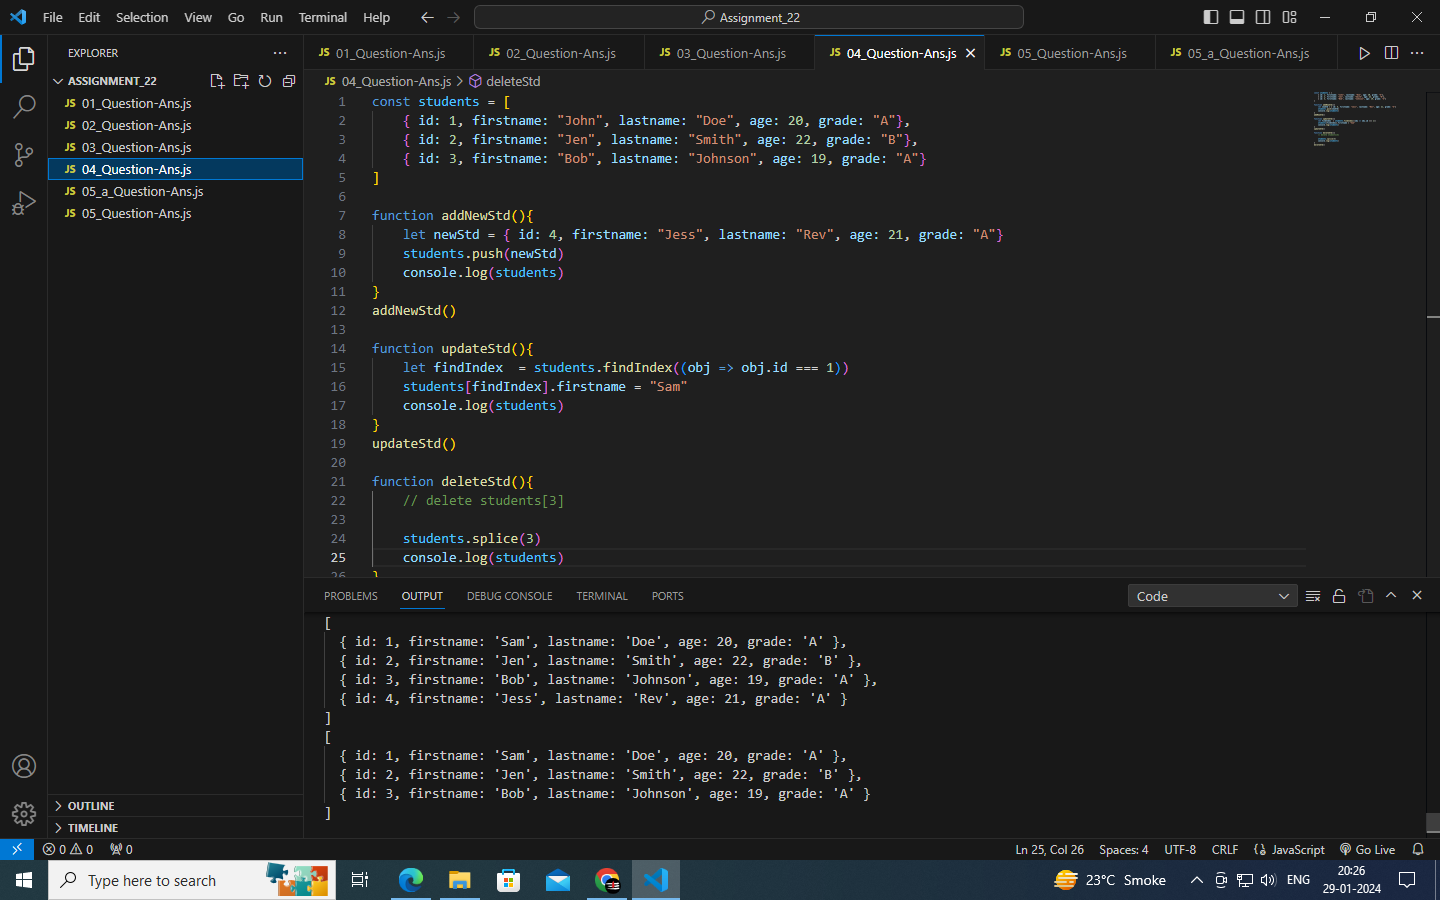 File Edit Selection View Go Run Terminal Help
Assignment_22
EXPLORER
ASSIGNMENT_22
JS 01_Question-Ans.js
JS 02_Question-Ans.js
JS 03_Question-Ans.js
JS 04_Question-Ans.js
JS 05_a_Question-Ans.js
JS 05_Question-Ans.js
OUTLINE
TIMELINE
JS 01_Question-Ans.js JS 02_Question-Ans.js JS 03_Question-Ans.js JS 04_Question-Ans.js JS 05_Question-Ans.js JS 05_a_Question-Ans.js
JS 04_Question-Ans.js > deleteStd
1 const students = [
2     { id: 1, firstname: "John", lastname: "Doe", age: 20, grade: "A"},
3     { id: 2, firstname: "Jen", lastname: "Smith", age: 22, grade: "B"},
4     { id: 3, firstname: "Bob", lastname: "Johnson", age: 19, grade: "A"}
5 ]
6
7 function addNewStd(){
8     let newStd = { id: 4, firstname: "Jess", lastname: "Rev", age: 21, grade: "A"}
9     students.push(newStd)
10     console.log(students)
11 }
12 addNewStd()
13
14 function updateStd(){
15     let findIndex  = students.findIndex((obj => obj.id === 1))
16     students[findIndex].firstname = "Sam"
17     console.log(students)
18 }
19 updateStd()
20
21 function deleteStd(){
22     // delete students[3]
23
24     students.splice(3)
25     console.log(students)
26 }
PROBLEMS OUTPUT DEBUG CONSOLE TERMINAL PORTS
Code
[
  { id: 1, firstname: 'Sam', lastname: 'Doe', age: 20, grade: 'A' },
  { id: 2, firstname: 'Jen', lastname: 'Smith', age: 22, grade: 'B' },
  { id: 3, firstname: 'Bob', lastname: 'Johnson', age: 19, grade: 'A' },
  { id: 4, firstname: 'Jess', lastname: 'Rev', age: 21, grade: 'A' }
]
[
  { id: 1, firstname: 'Sam', lastname: 'Doe', age: 20, grade: 'A' },
  { id: 2, firstname: 'Jen', lastname: 'Smith', age: 22, grade: 'B' },
  { id: 3, firstname: 'Bob', lastname: 'Johnson', age: 19, grade: 'A' }
]
0 0 0 Ln 25, Col 26 Spaces: 4 UTF-8 CRLF JavaScript Go Live
Type here to search
23°C Smoke ENG
20:26
29-01-2024